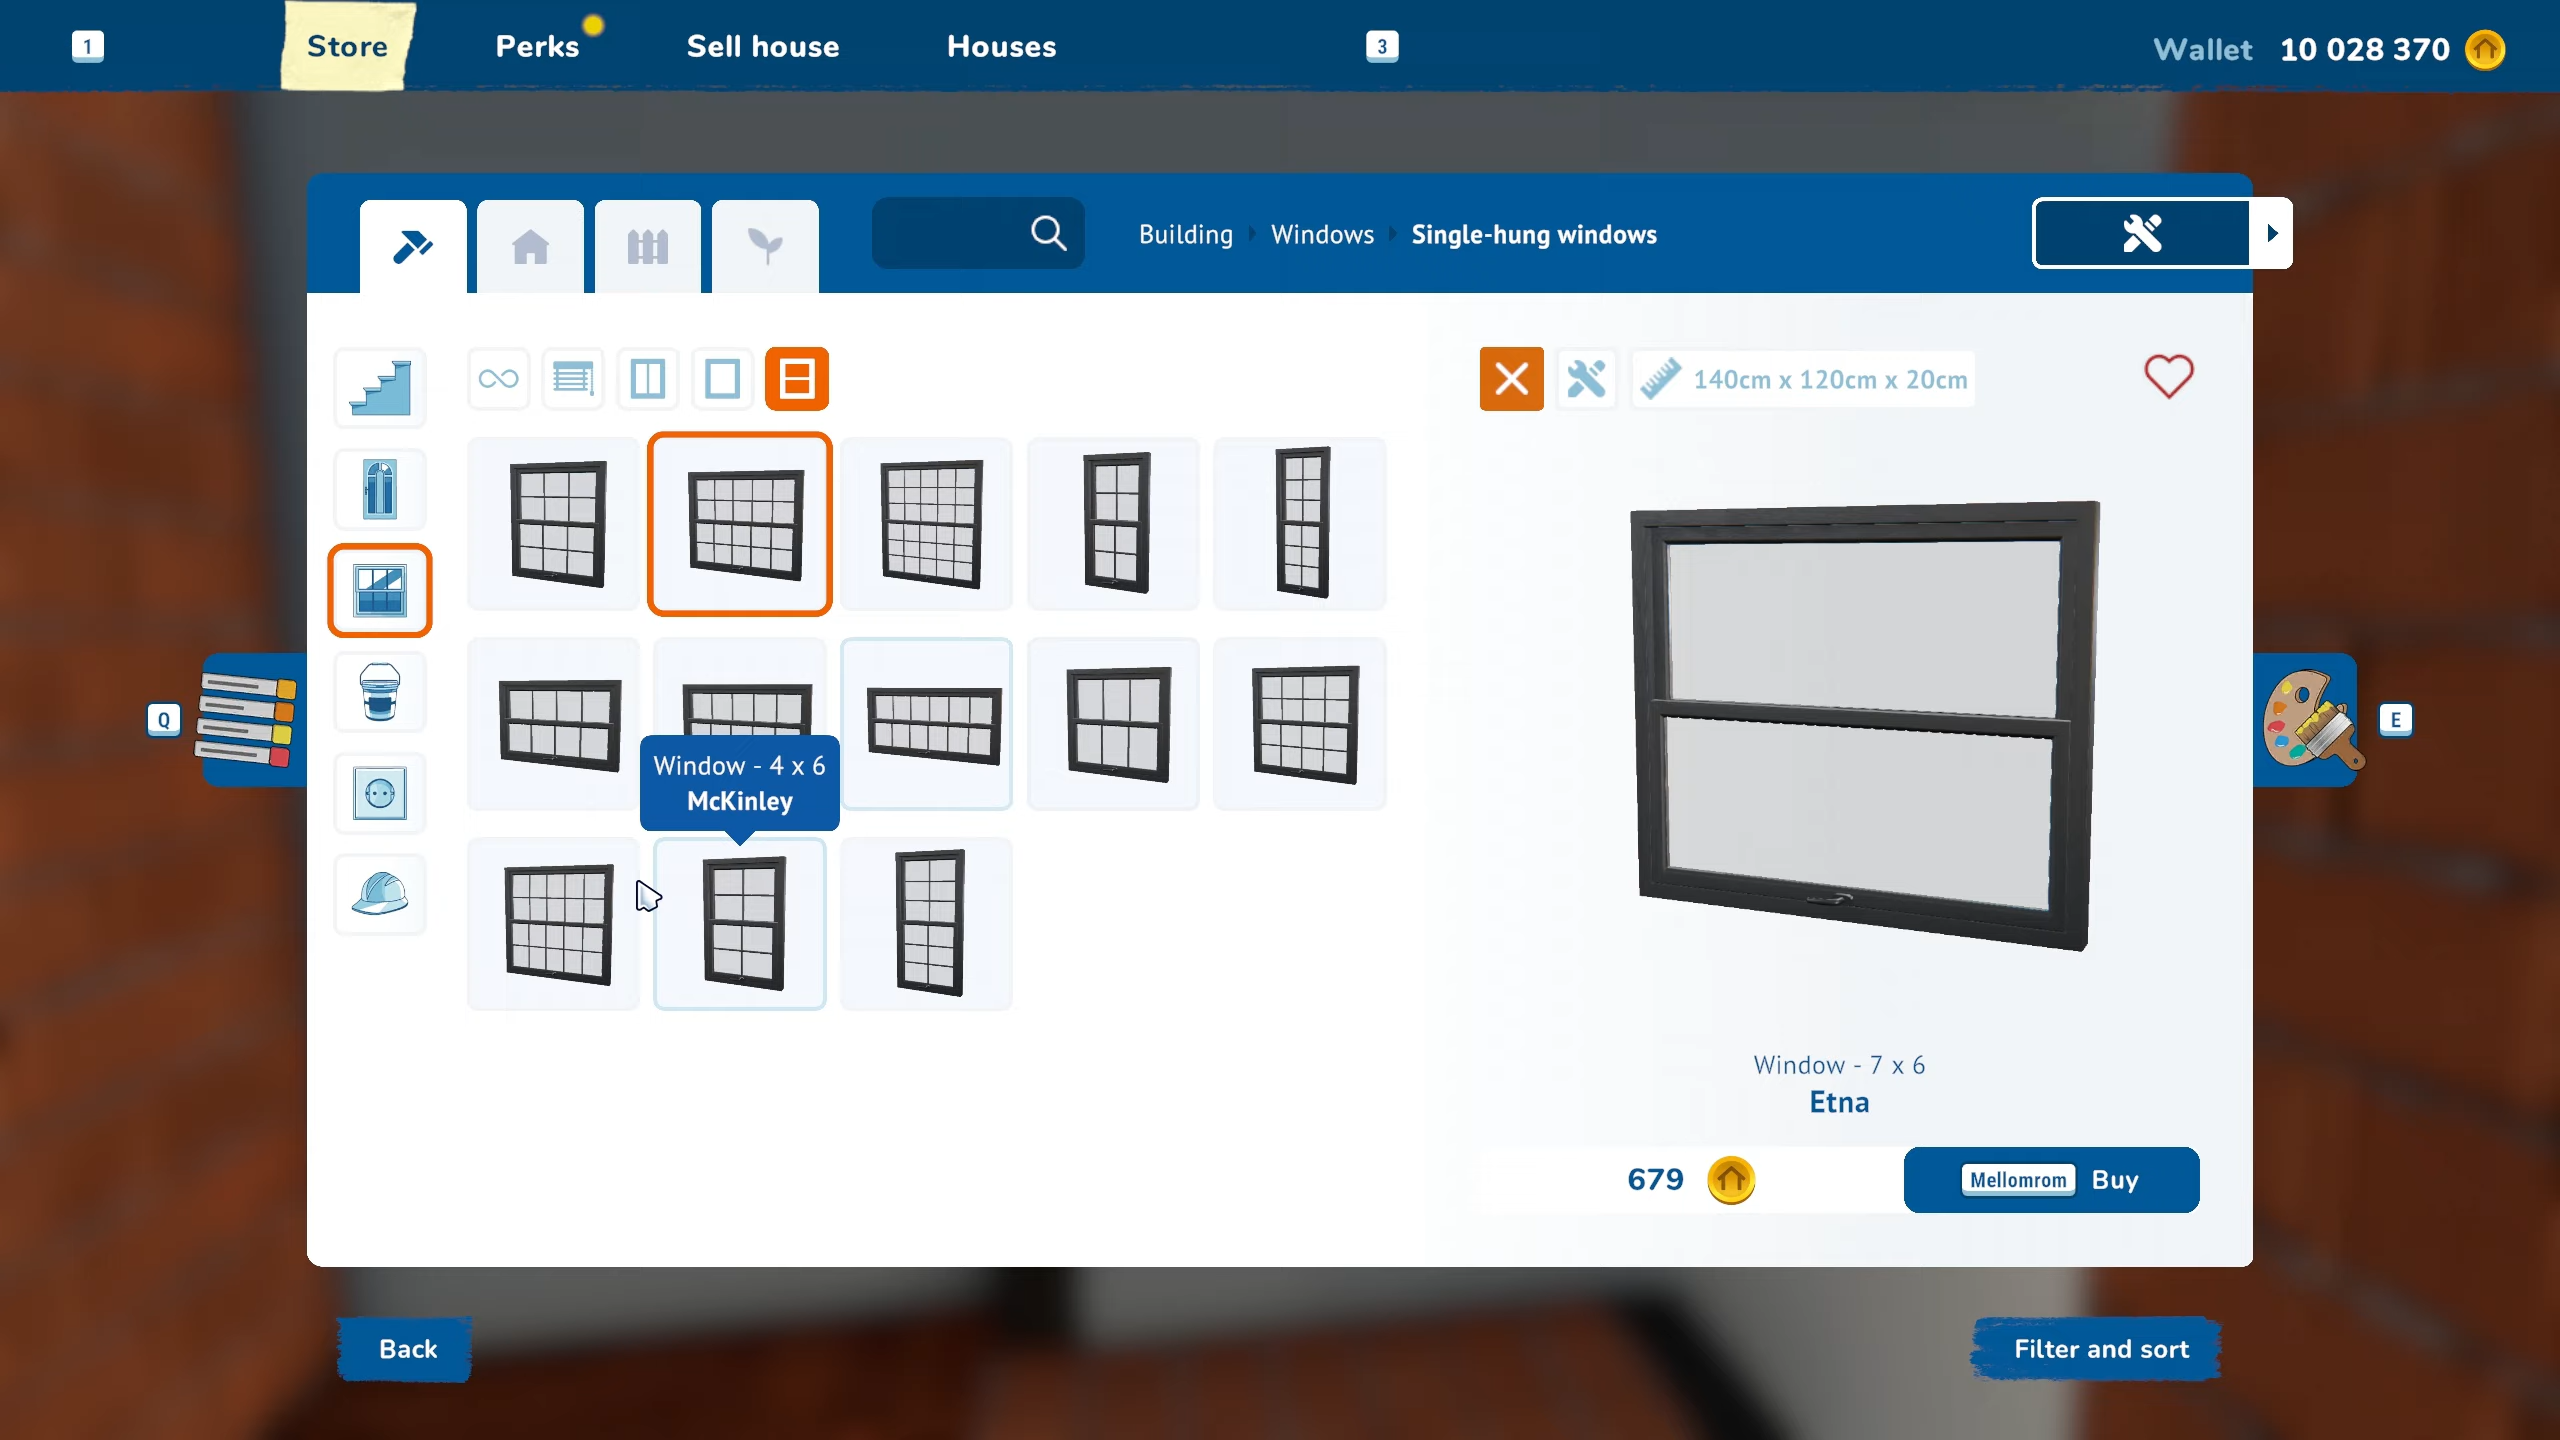 1
Store
Perks
Sell house
Houses
3
Wallet 10 028 370
Building
Windows
Single-hung windows
140cm x 120cm x 20cm
Q
E
Window - 4 x 6
McKinley
Window - 7 x 6
Etna
679
Mellomrom
Buy
Back
Filter and sort